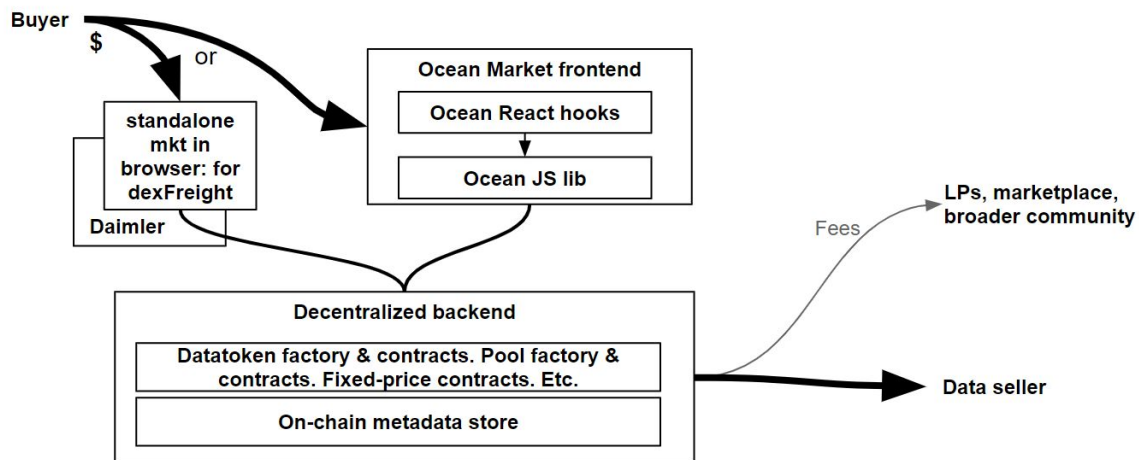 Buyer
$
or
standalone
mkt in
browser: for
dexFreight
Daimler
Ocean Market frontend
Ocean React hooks
Ocean JS lib
Decentralized backend
Datatoken factory & contracts. Pool factory &
contracts. Fixed-price contracts. Etc.
On-chain metadata store
Fees
LPs, marketplace,
broader community
Data seller